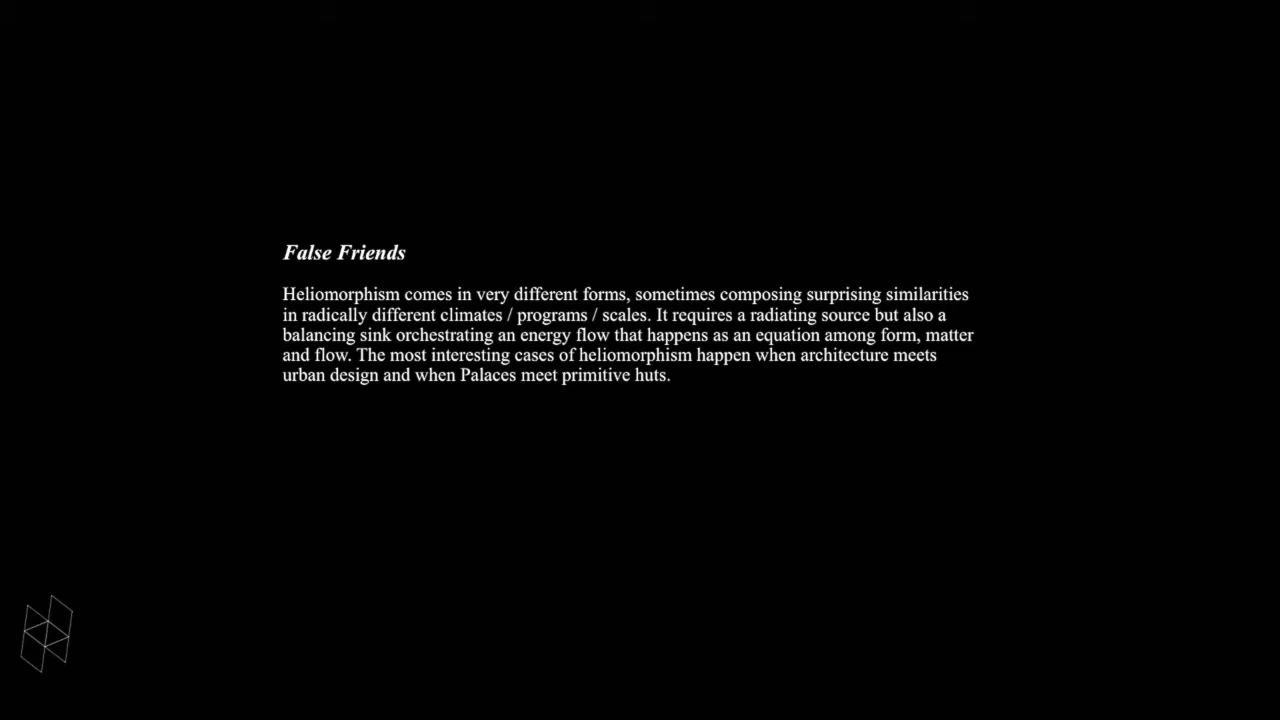 False Friends
Heliomorphism comes in very different forms, sometimes composing surprising similarities
in radically different climates / programs / scales. It requires a radiating source but also a
balancing sink orchestrating an energy flow that happens as an equation among form, matter
and flow. The most interesting cases of heliomorphism happen when architecture meets
urban design and when Palaces meet primitive huts.